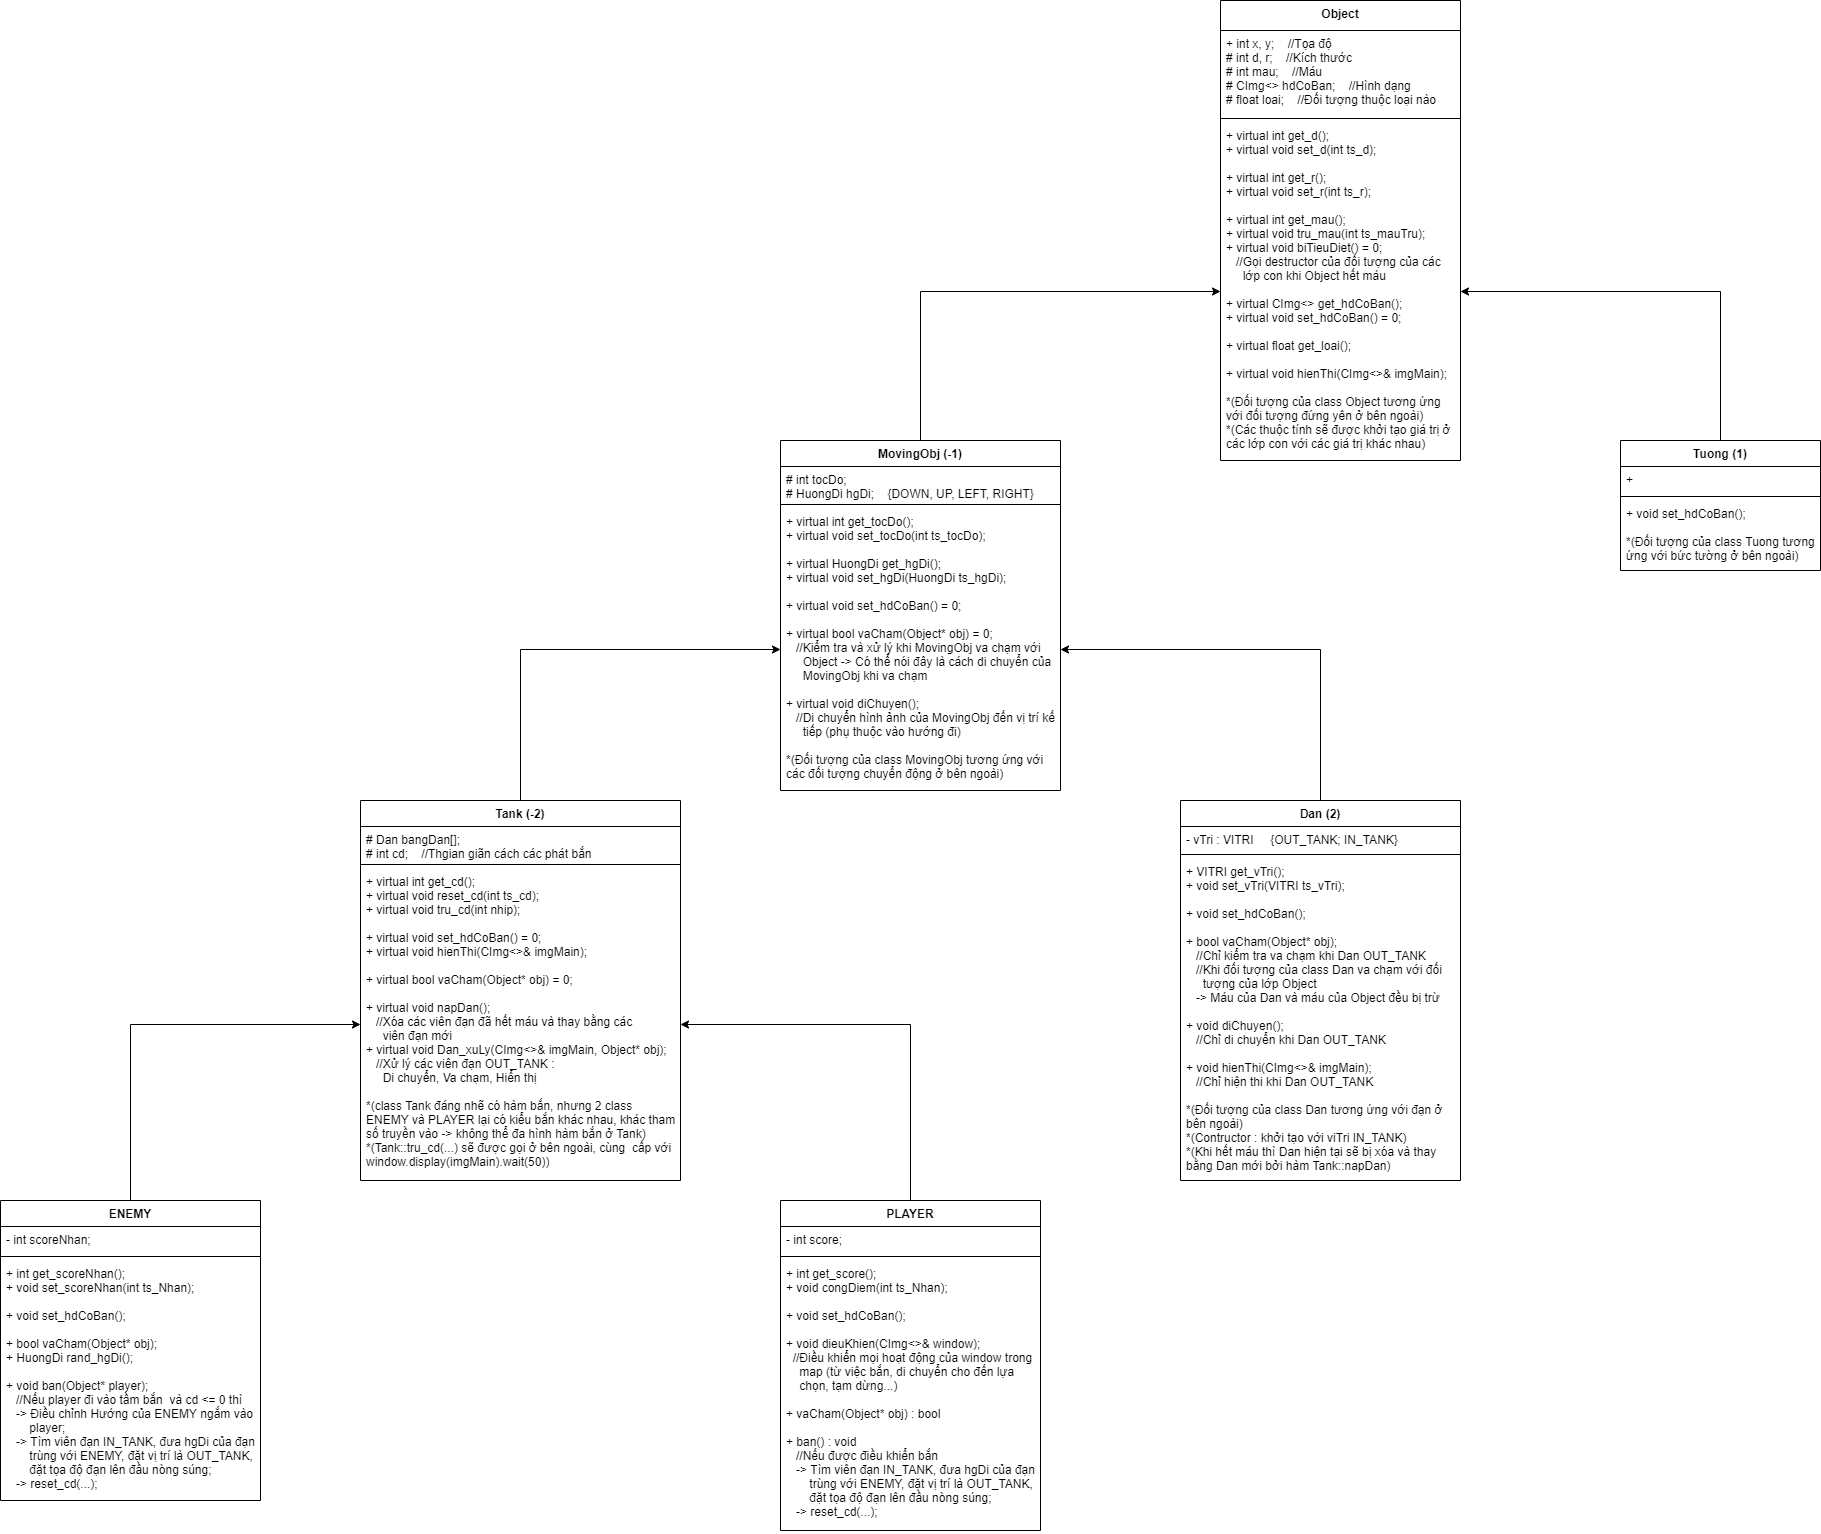 Object
+ int x, y;    //Tọa độ
# int d, r;    //Kích thước
# int mau;    //Máu
# CImg<> hdCoBan;    //Hình dạng
# float loai;    //Đối tượng thuộc loại nào
+ virtual int get_d();
+ virtual void set_d(int ts_d);
+ virtual int get_r();
+ virtual void set_r(int ts_r);
+ virtual int get_mau();
+ virtual void tru_mau(int ts_mauTru);
+ virtual void biTieuDiet() = 0;
//Gọi destructor của đối tượng của các
lớp con khi Object hết máu
+ virtual CImg<> get_hdCoBan();
+ virtual void set_hdCoBan() = 0;
+ virtual float get_loai();
+ virtual void hienThi(CImg<>& imgMain);
*(Đối tượng của class Object tương ứng
với đối tượng đứng yên ở bên ngoài)
*(Các thuộc tính sẽ được khởi tạo giá trị ở
các lớp con với các giá trị khác nhau)
MovingObj (-1)
# int tocDo;
# HuongDi hgDi;    {DOWN, UP, LEFT, RIGHT}
+ virtual int get_tocDo();
+ virtual void set_tocDo(int ts_tocDo);
+ virtual HuongDi get_hgDi();
+ virtual void set_hgDi(HuongDi ts_hgDi);
+ virtual void set_hdCoBan() = 0;
+ virtual bool vaCham(Object* obj) = 0;
//Kiểm tra và xử lý khi MovingObj va chạm với
Object -> Có thể nói đây là cách di chuyển của
MovingObj khi va chạm
+ virtual void diChuyen();
//Di chuyển hình ảnh của MovingObj đến vị trí kế
tiếp (phụ thuộc vào hướng đi)
*(Đối tượng của class MovingObj tương ứng với
các đối tượng chuyển động ở bên ngoài)
Tuong (1)
+
+ void set_hdCoBan();
*(Đối tượng của class Tuong tương
ứng với bức tường ở bên ngoài)
Tank (-2)
# Dan bangDan[];
# int cd;    //Thgian giãn cách các phát bắn
+ virtual int get_cd();
+ virtual void reset_cd(int ts_cd);
+ virtual void tru_cd(int nhip);
+ virtual void set_hdCoBan() = 0;
+ virtual void hienThi(CImg<>& imgMain);
+ virtual bool vaCham(Object* obj) = 0;
+ virtual void napDan();
//Xóa các viên đạn đã hết máu và thay bằng các
viên đạn mới
+ virtual void Dan_xuLy(CImg<>& imgMain, Object* obj);
//Xử lý các viên đạn OUT_TANK :
Di chuyển, Va chạm, Hiển thị
*(class Tank đáng nhẽ có hàm bắn, nhưng 2 class
ENEMY và PLAYER lại có kiểu bắn khác nhau, khác tham
số truyền vào -> không thể đa hình hàm bắn ở Tank)
*(Tank::tru_cd(...) sẽ được gọi ở bên ngoài, cùng  cấp với
window.display(imgMain).wait(50))
Dan (2)
- vTri : VITRI    {OUT_TANK; IN_TANK}
+ VITRI get_vTri();
+ void set_vTri(VITRI ts_vTri);
+ void set_hdCoBan();
+ bool vaCham(Object* obj);
//Chỉ kiểm tra va chạm khi Dan OUT_TANK
//Khi đối tượng của class Dan va chạm với đối
tượng của lớp Object
-> Máu của Dan và máu của Object đều bị trừ
+ void diChuyen();
//Chỉ di chuyển khi Dan OUT_TANK
+ void hienThi(CImg<>& imgMain);
//Chỉ hiện thi khi Dan OUT_TANK
*(Đối tượng của class Dan tương ứng với đạn ở
bên ngoài)
*(Contructor : khởi tạo với viTri IN_TANK)
*(Khi hết máu thì Dan hiện tại sẽ bị xóa và thay
bằng Dan mới bởi hàm Tank::napDan)
ENEMY
- int scoreNhan;
+ int get_scoreNhan();
+ void set_scoreNhan(int ts_Nhan);
+ void set_hdCoBan();
+ bool vaCham(Object* obj);
+ HuongDi rand_hgDi();
+ void ban(Object* player);
//Nếu player đi vào tầm bắn  và cd <= 0 thì
-> Điều chỉnh Hướng của ENEMY ngắm vào
player;
-> Tìm viên đạn IN_TANK, đưa hgDi của đạn
trùng với ENEMY, đặt vị trí là OUT_TANK,
đặt tọa độ đạn lên đầu nòng súng;
-> reset_cd(...);
PLAYER
- int score;
+ int get_score();
+ void congDiem(int ts_Nhan);
+ void set_hdCoBan();
+ void dieuKhien(CImg<>& window);
//Điều khiển mọi hoạt động của window trong
map (từ việc bắn, di chuyển cho đến lựa
chọn, tạm dừng...)
+ vaCham(Object* obj) : bool
+ ban() : void
//Nếu được điều khiển bắn
-> Tìm viên đạn IN_TANK, đưa hgDi của đạn
trùng với ENEMY, đặt vị trí là OUT_TANK,
đặt tọa độ đạn lên đầu nòng súng;
-> reset_cd(...);